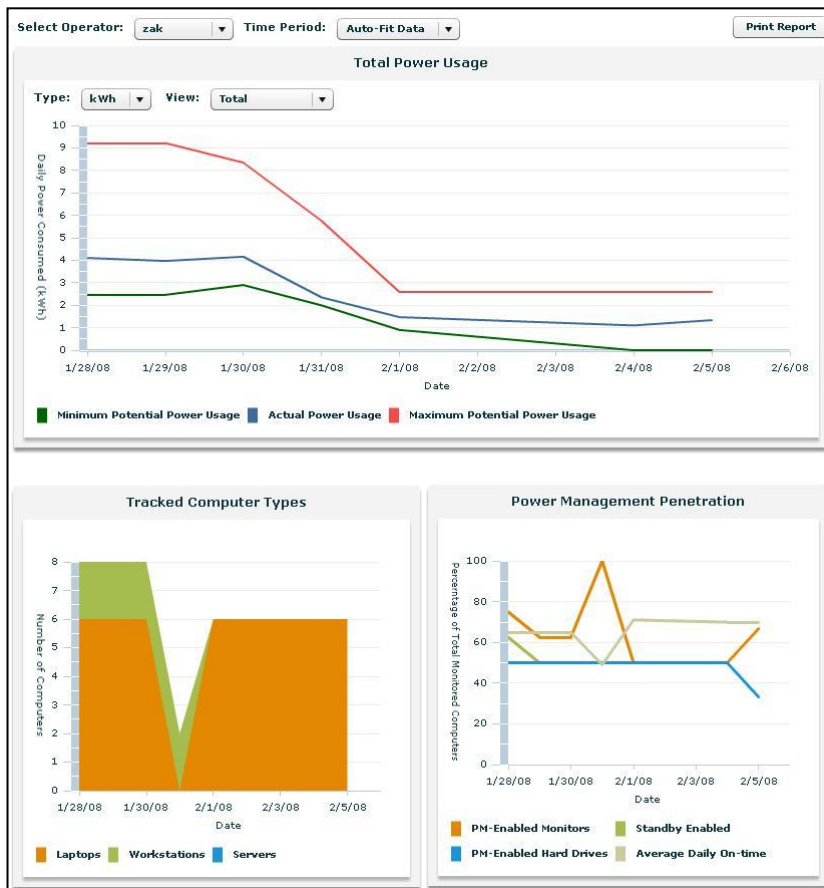 Select Operator: zak Time Period: Auto-Fit Data Print Report
Total Power Usage
Type: kWh View: Total
Daily Power Consumed (kWh)
10
9
8
7
6
5
4
3
2
1
0
1/28/08 1/29/08 1/30/08 1/31/08 2/1/08 2/2/08 2/3/08 2/4/08 2/5/08 2/6/08
Date
Minimum Potential Power Usage Actual Power Usage Maximum Potential Power Usage
Tracked Computer Types
Number of Computers
8
7
6
5
4
3
2
1
0
1/28/08 1/30/08 2/1/08 2/3/08 2/5/08
Date
Laptops Workstations Servers
Power Management Penetration
Percerntage of Total Monitored Computers
100
80
60
40
20
0
1/28/08 1/30/08 2/1/08 2/3/08 2/5/08
Date
PM-Enabled Monitors Standby Enabled
PM-Enabled Hard Drives Average Daily On-time